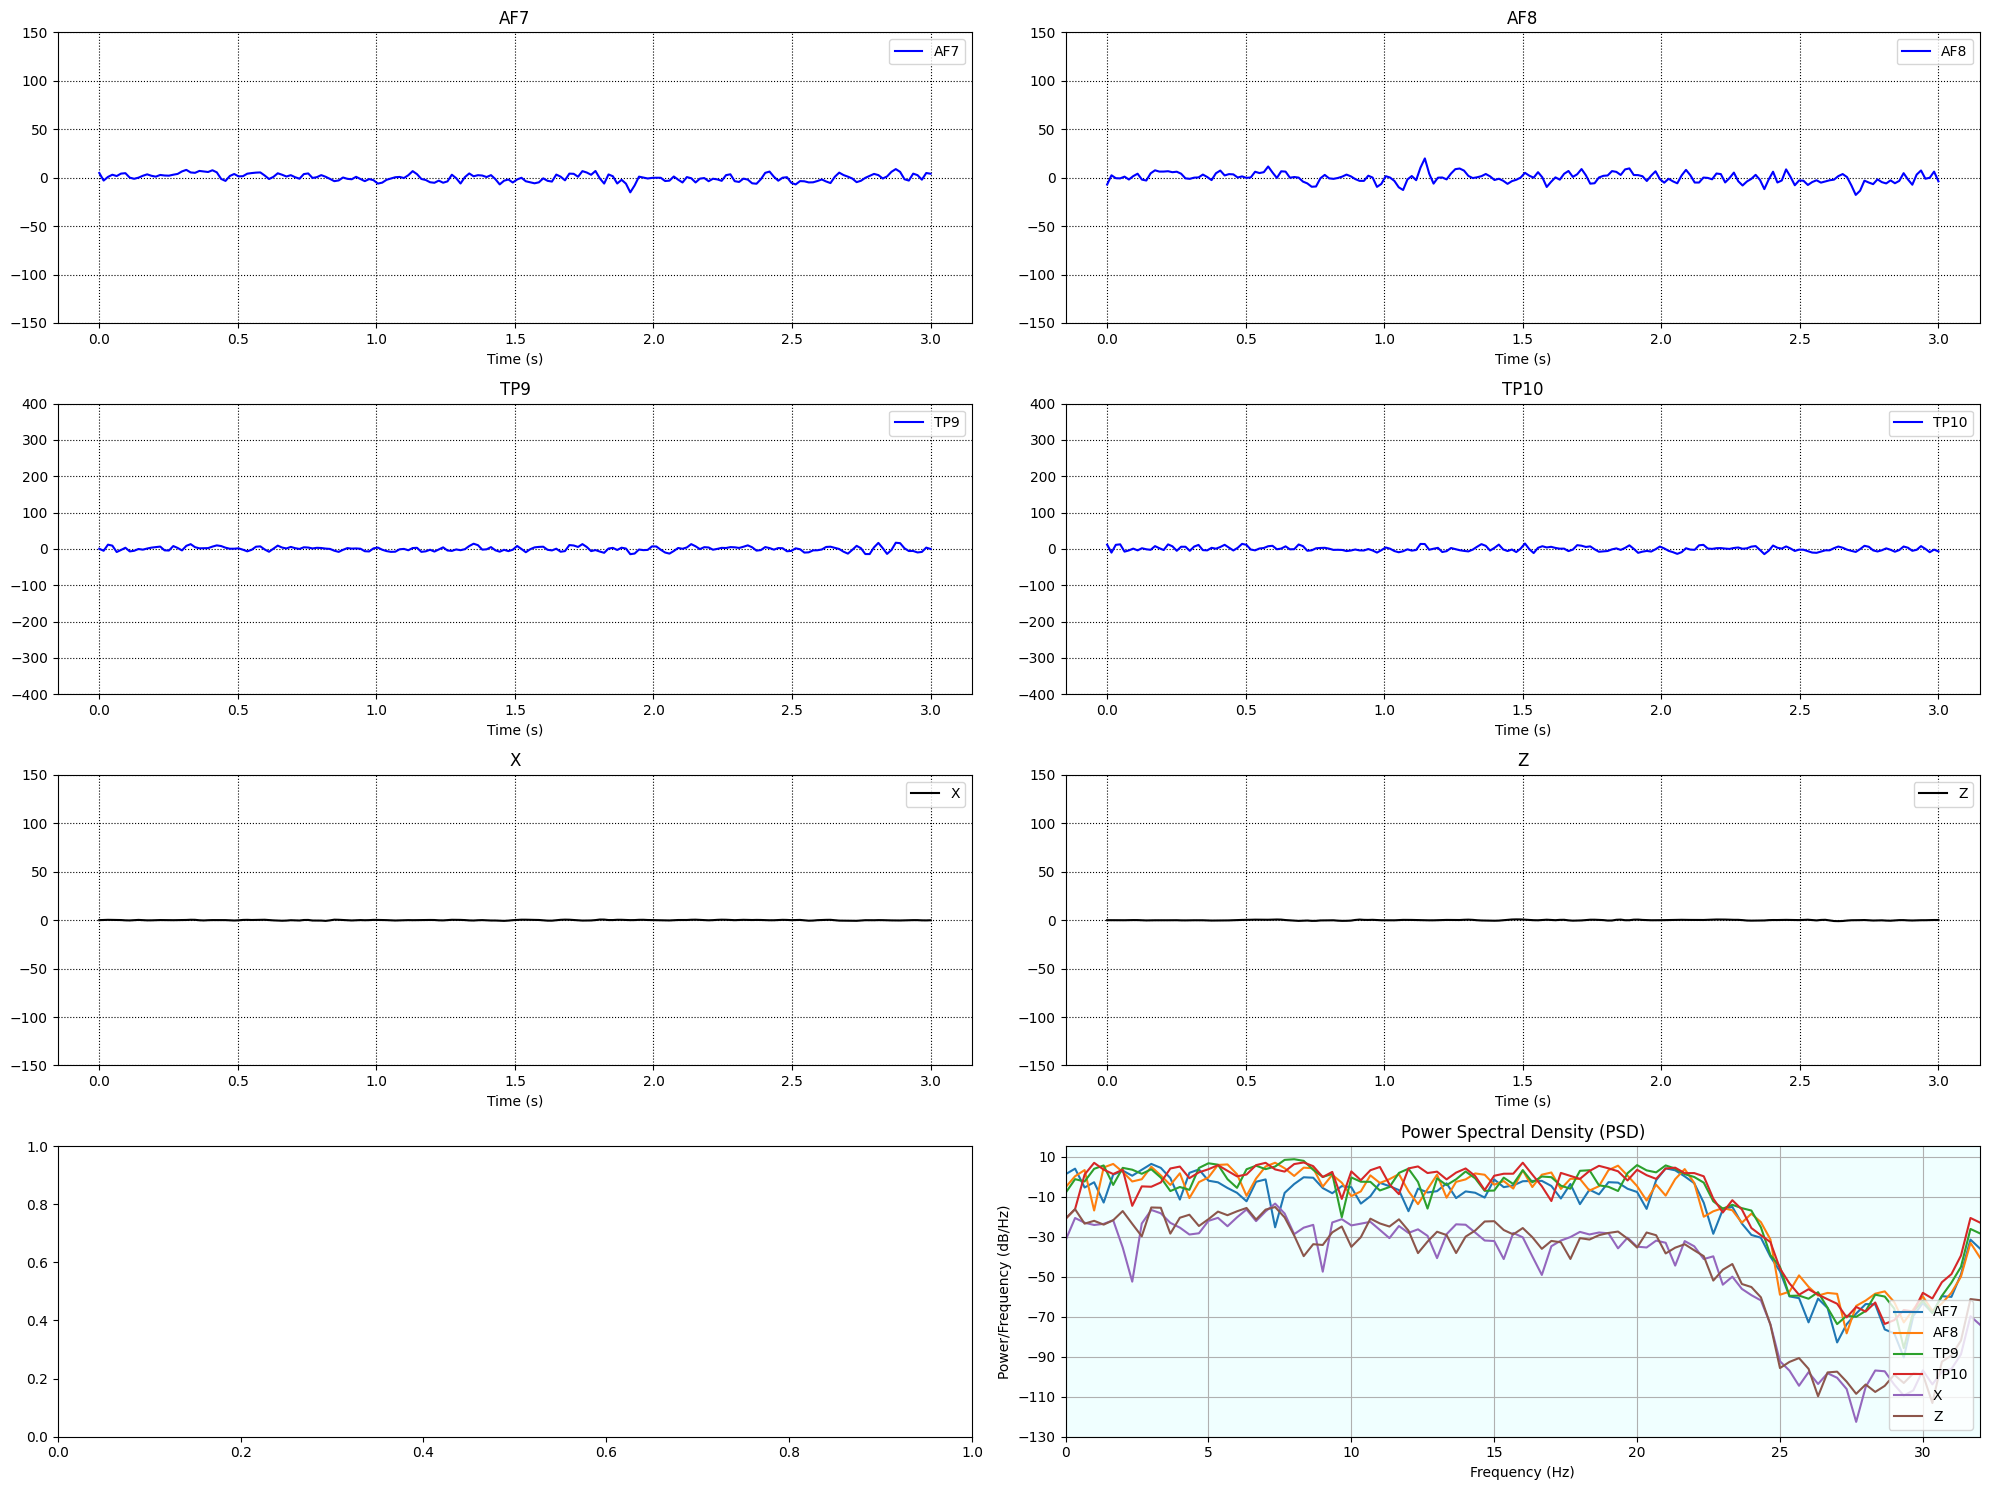 AF7
150
100
50
0
−50
−100
−150
0.0 0.5 1.0 1.5 2.0 2.5 3.0
Time (s)
AF7
AF8
150
100
50
0
−50
−100
−150
0.0 0.5 1.0 1.5 2.0 2.5 3.0
Time (s)
AF8
TP9
400
300
200
100
0
−100
−200
−300
−400
0.0 0.5 1.0 1.5 2.0 2.5 3.0
Time (s)
TP9
TP10
400
300
200
100
0
−100
−200
−300
−400
0.0 0.5 1.0 1.5 2.0 2.5 3.0
Time (s)
TP10
X
150
100
50
0
−50
−100
−150
0.0 0.5 1.0 1.5 2.0 2.5 3.0
Time (s)
X
Z
150
100
50
0
−50
−100
−150
0.0 0.5 1.0 1.5 2.0 2.5 3.0
Time (s)
Z
1.0
0.8
0.6
0.4
0.2
0.0
0.0 0.2 0.4 0.6 0.8 1.0
Power Spectral Density (PSD)
Power/Frequency (dB/Hz)
10
−10
−30
−50
−70
−90
−110
−130
0 5 10 15 20 25 30
Frequency (Hz)
AF7
AF8
TP9
TP10
X
Z